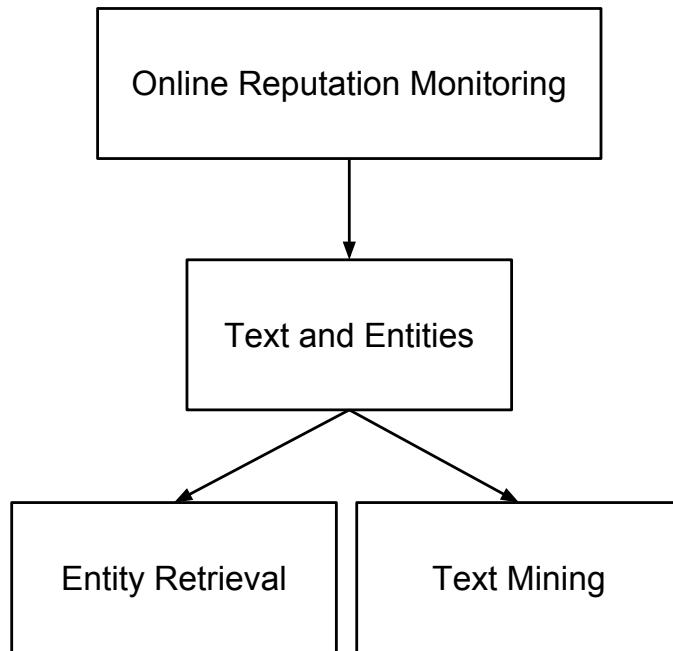 Online Reputation Monitoring
Text and Entities
Entity Retrieval
Text Mining